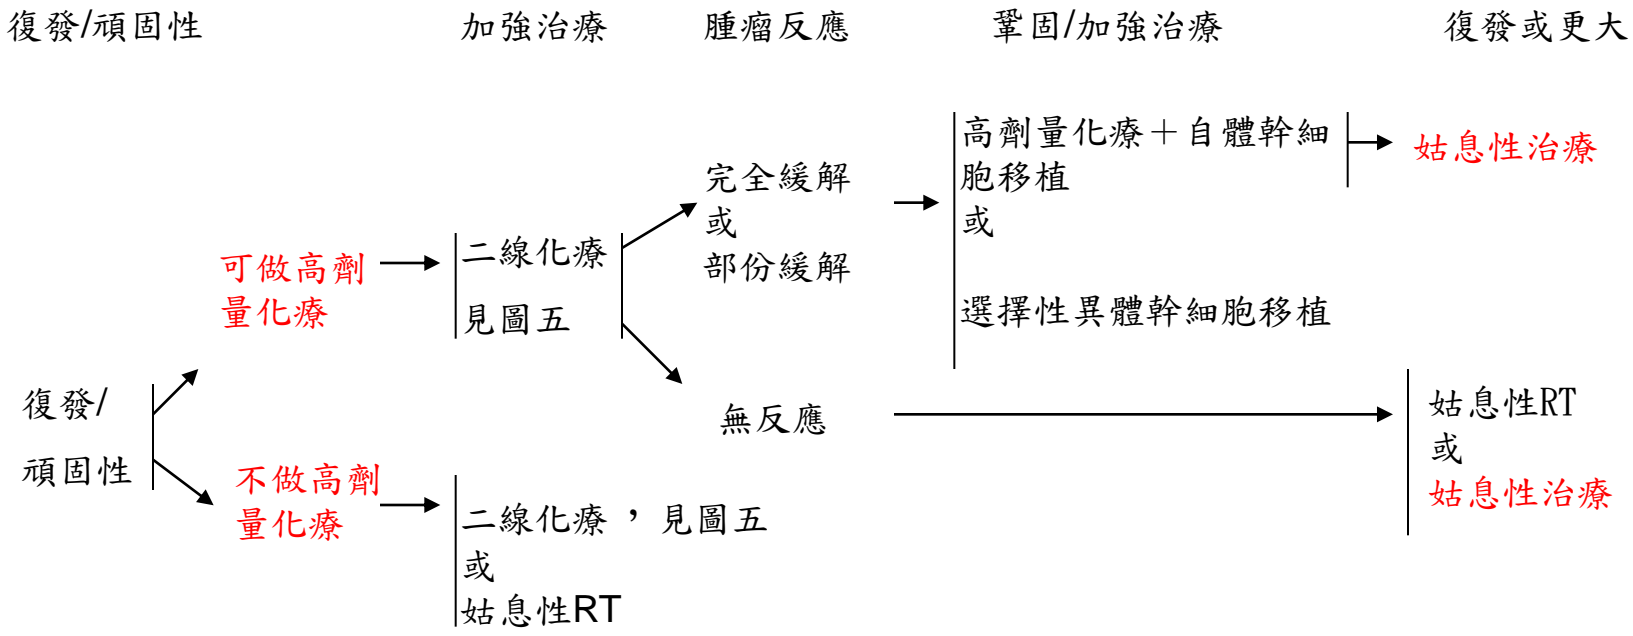 復發/頑固性 加強治療 腫瘤反應 鞏固/加強治療 復發或更大
可做高劑
量化療
二線化療
見圖五
完全緩解
或
部份緩解
高劑量化療＋自體幹細
胞移植
或
選擇性異體幹細胞移植
姑息性治療
復發/
頑固性
無反應
姑息性RT
或
姑息性治療
不做高劑
量化療
二線化療，見圖五
或
姑息性RT